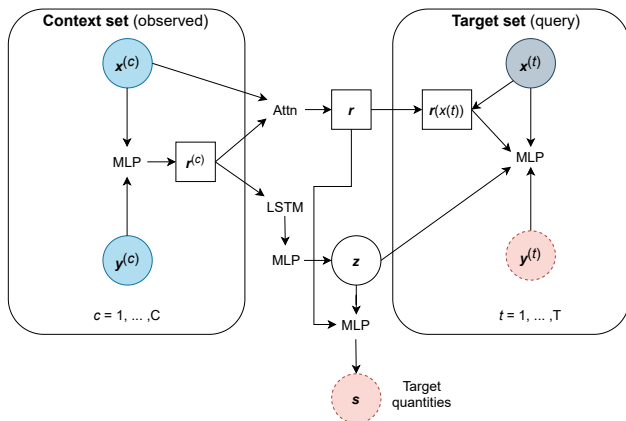 Context set (observed)
Target set (query)
x(c)
x(t)
Attn
r
r(x(t))
MLP
r(c)
MLP
LSTM
y(c)
MLP
z
y(t)
c = 1, ... ,C
MLP
t = 1, ... ,T
s
Target
quantities